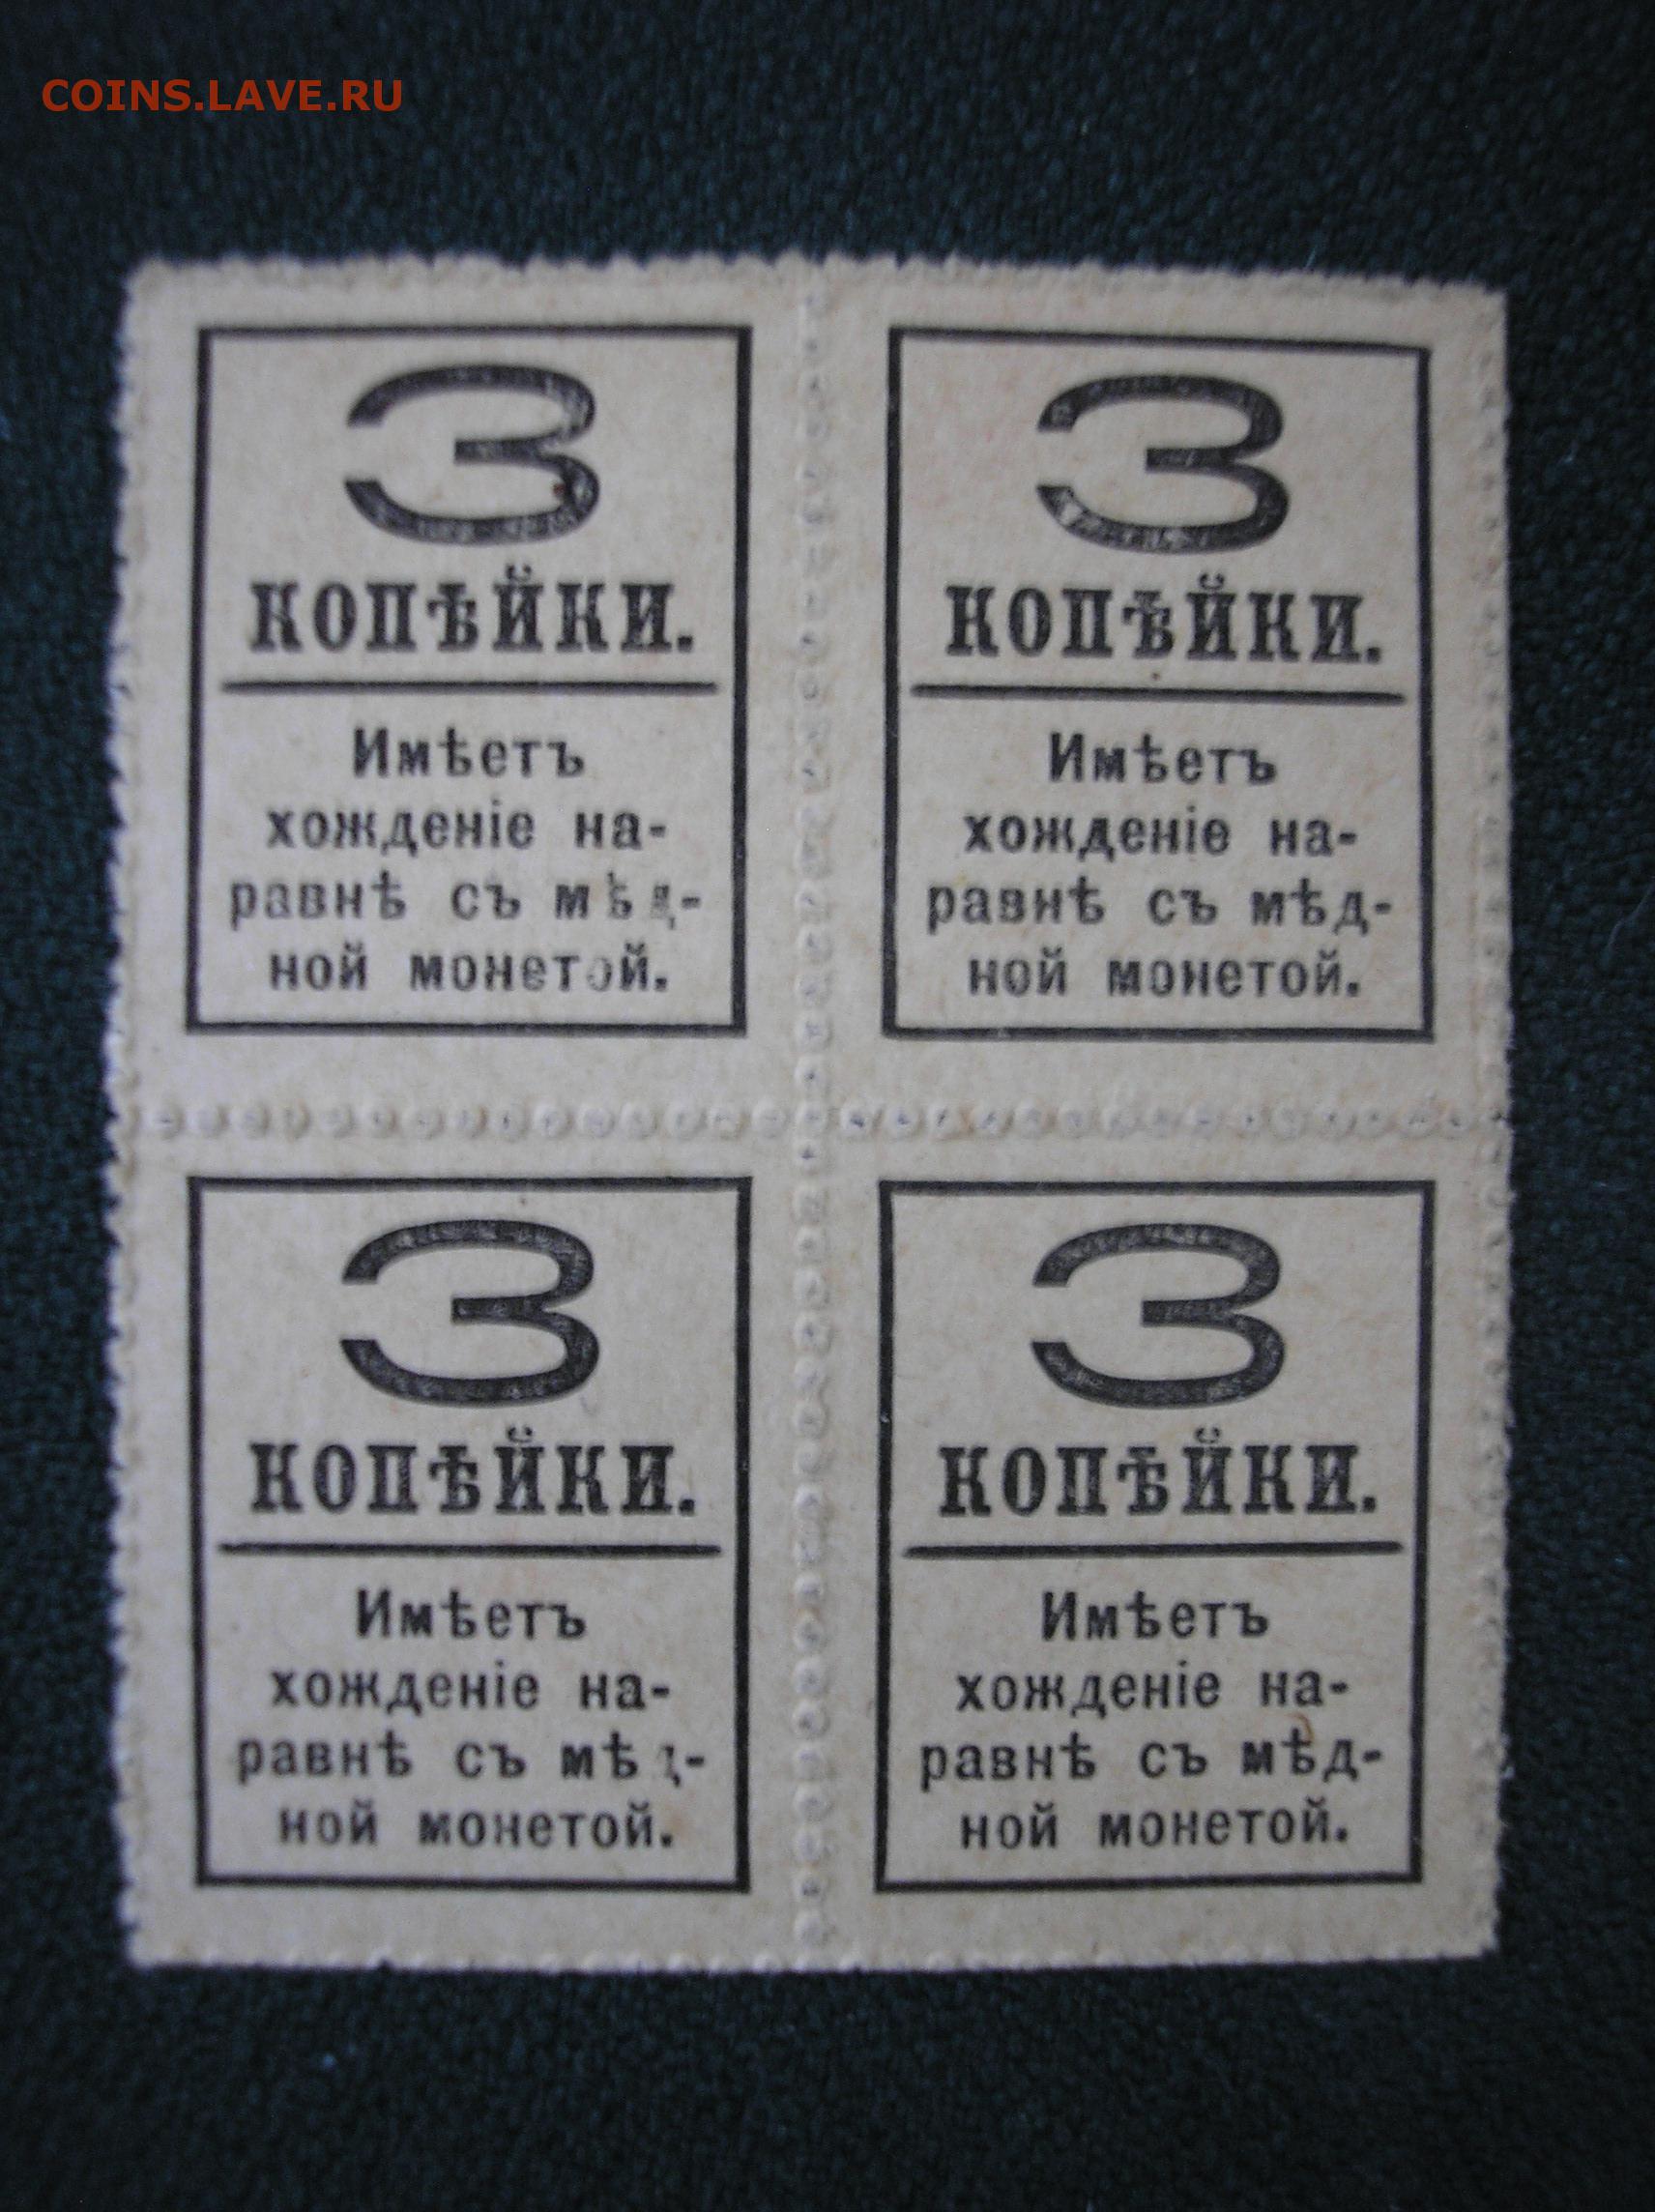 COINS.LAVE.RU
3
КОПѢЙКИ.
Имѣетъ
хожденіе на-
равнѣ съ мѣд-
ной монетой.
3
КОПѢЙКИ.
Имѣетъ
хожденіе на-
равнѣ съ мѣд-
ной монетой.
3
КОПѢЙКИ.
Имѣетъ
хожденіе на-
равнѣ съ мѣд-
ной монетой.
3
КОПѢЙКИ.
Имѣетъ
хожденіе на-
равнѣ съ мѣд-
ной монетой.